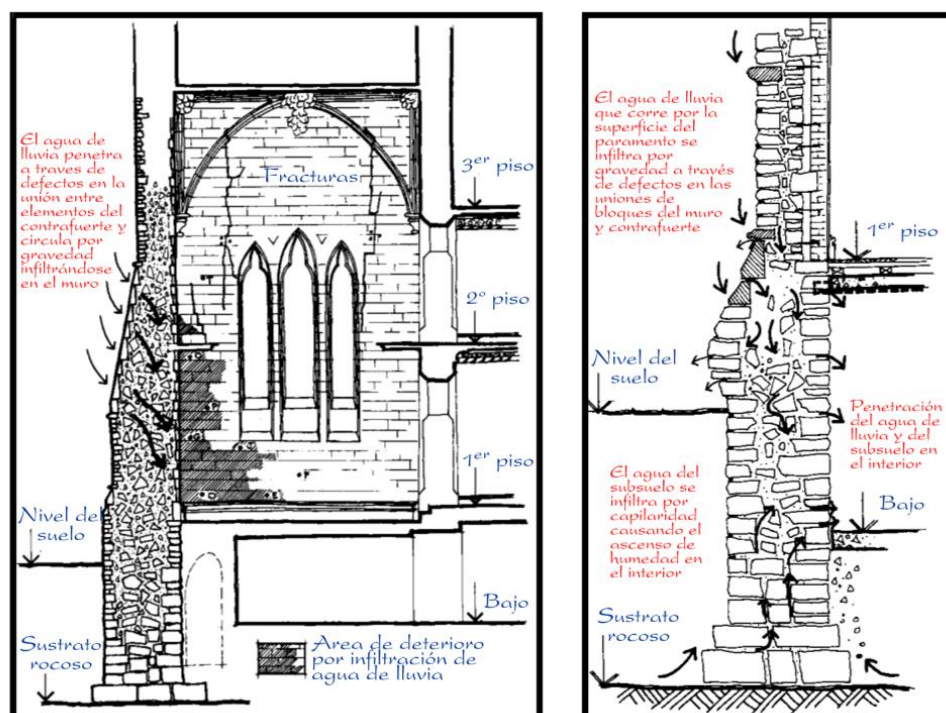 El agua de
lluvia penetra
a traves de
defectos en la
unión entre
elementos del
contrafuerte y
circula por
gravedad
infiltrándose
en el muro
Fracturas
3er piso
2º piso
1er piso
Nivel del
suelo
Bajo
Sustrato
rocoso
Area de deterioro
por infiltración de
agua de lluvia
El agua de lluvia
que corre por la
superficie del
paramento se
infiltra por
gravedad a través
de defectos en las
uniones de
bloques del muro
y contrafuerte
1er piso
Nivel del
suelo
Penetración
del agua de
lluvia y del
subsuelo en
el interior
El agua del
subsuelo se
infiltra por
capilaridad
causando el
ascenso de
humedad en
el interior
Bajo
Sustrato
rocoso